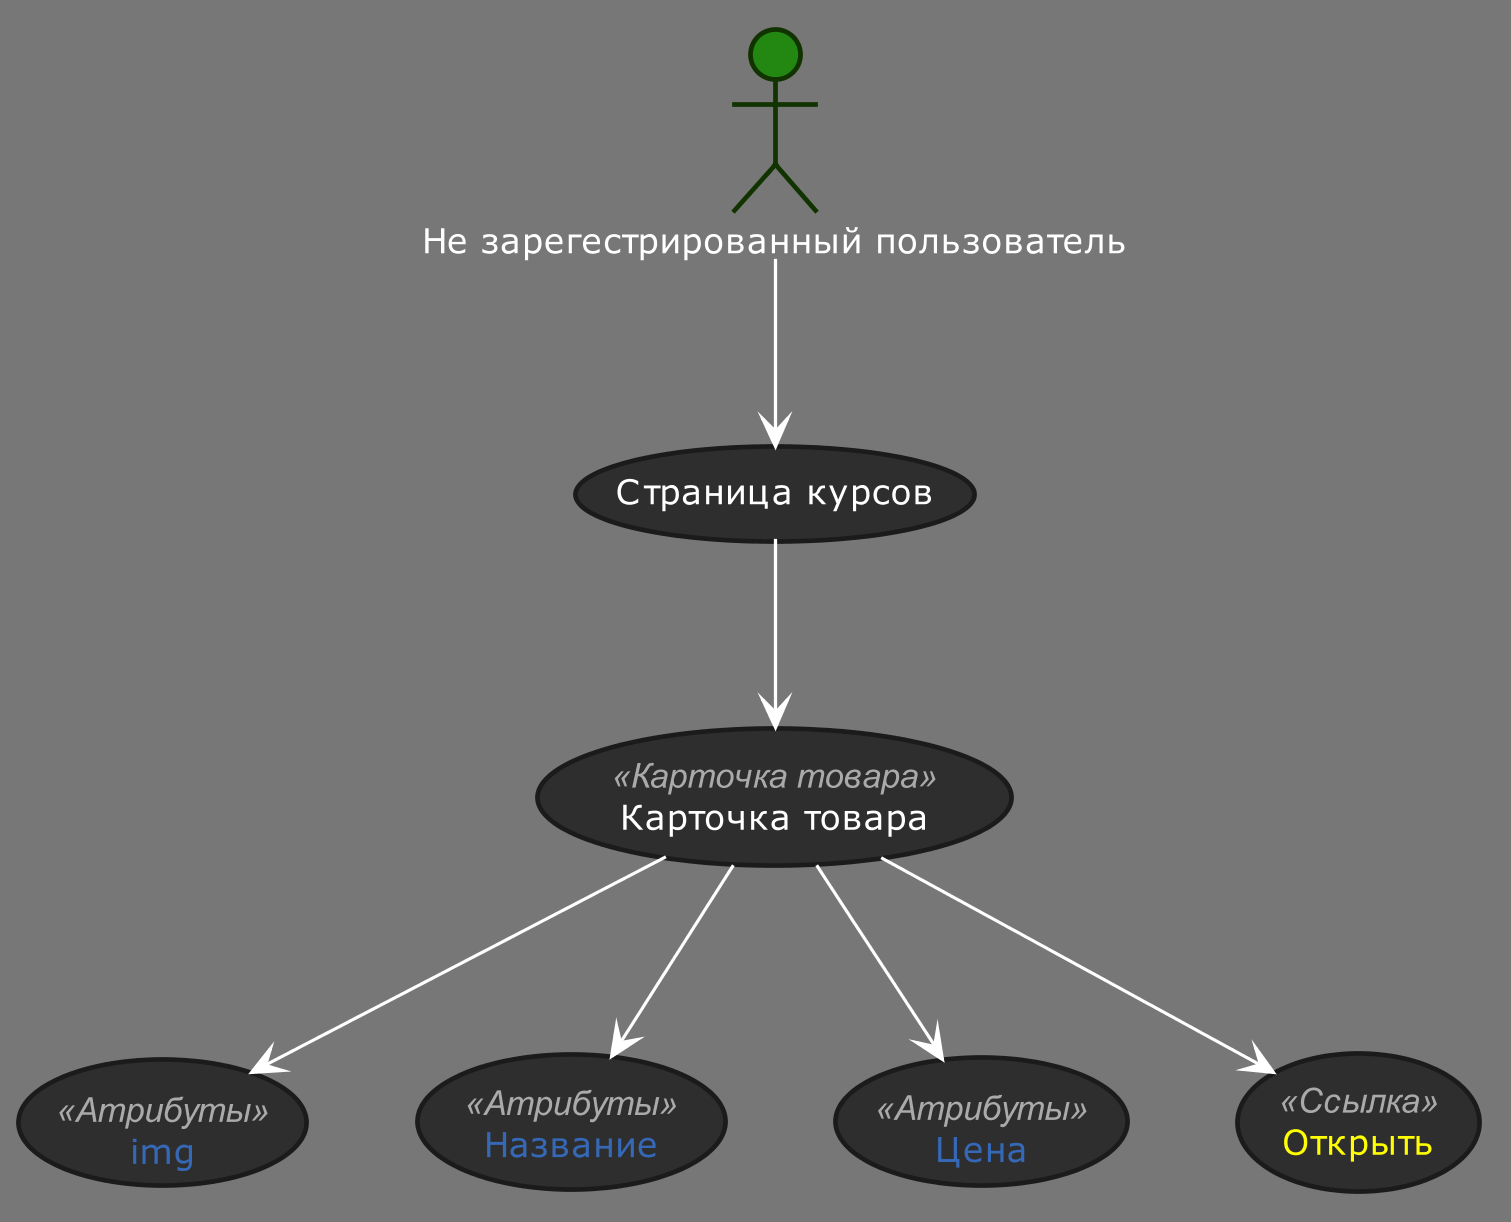 Не зарегестрированный пользователь
Страница курсов
«Карточка товара»
Карточка товара
«Атрибуты»
img
«Атрибуты»
Название
«Атрибуты»
Цена
«Ссылка»
Открыть